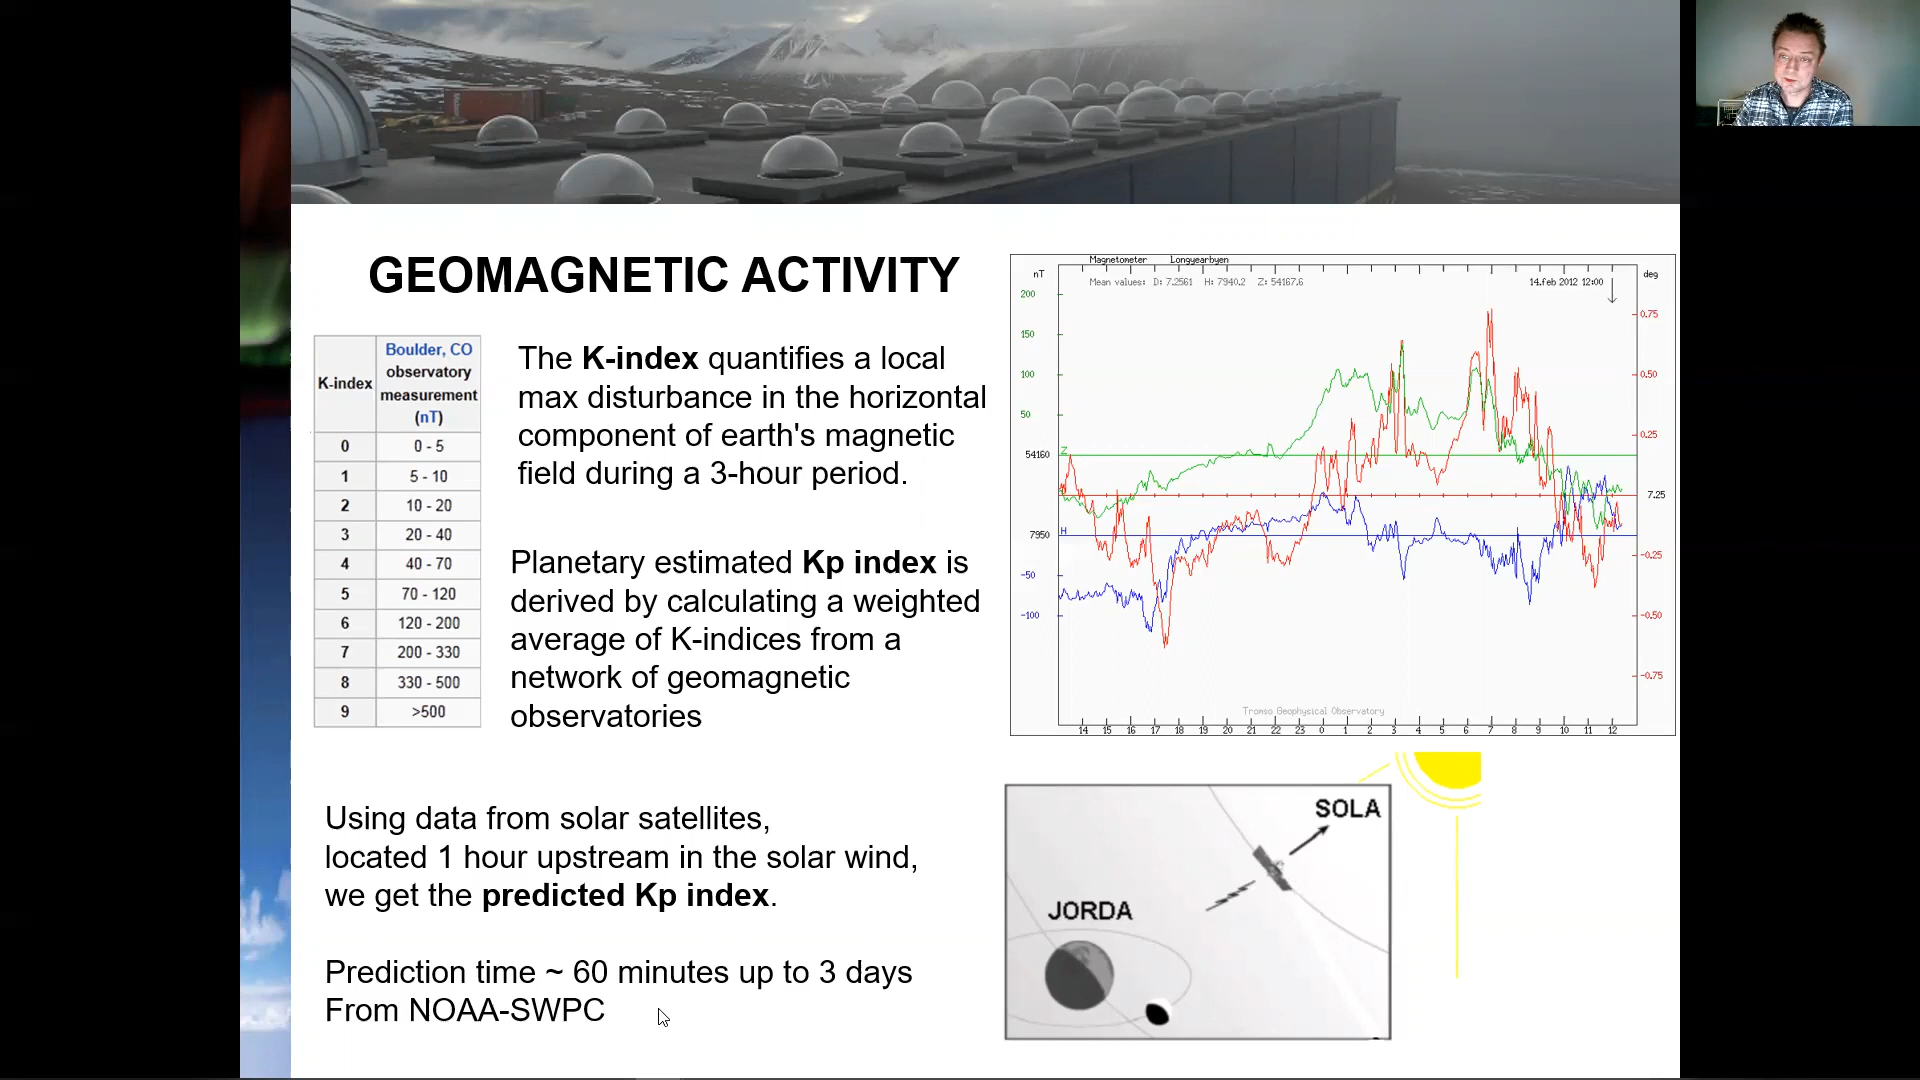 GEOMAGNETIC ACTIVITY
K-index
Boulder, CO
observatory
measurement
(nT)
0 0 - 5
1 5 - 10
2 10 - 20
3 20 - 40
4 40 - 70
5 70 - 120
6 120 - 200
7 200 - 330
8 330 - 500
9 >500
The K-index quantifies a local
max disturbance in the horizontal
component of earth's magnetic
field during a 3-hour period.
Planetary estimated Kp index is
derived by calculating a weighted
average of K-indices from a
network of geomagnetic
observatories
Magnetometer Longyearbyen
nT
deg
Mean values: D: 7.2561 H: 7940.2 Z: 54167.6
14.feb 2012 12:00
200
150
100
50
54160
7950
-50
-100
Z
H
0.75
0.50
0.25
7.25
-0.25
-0.50
-0.75
Tromso Geophysical Observatory
14 15 16 17 18 19 20 21 22 23 0 1 2 3 4 5 6 7 8 9 10 11 12
Using data from solar satellites,
located 1 hour upstream in the solar wind,
we get the predicted Kp index.
Prediction time ~ 60 minutes up to 3 days
From NOAA-SWPC
SOLA
JORDA